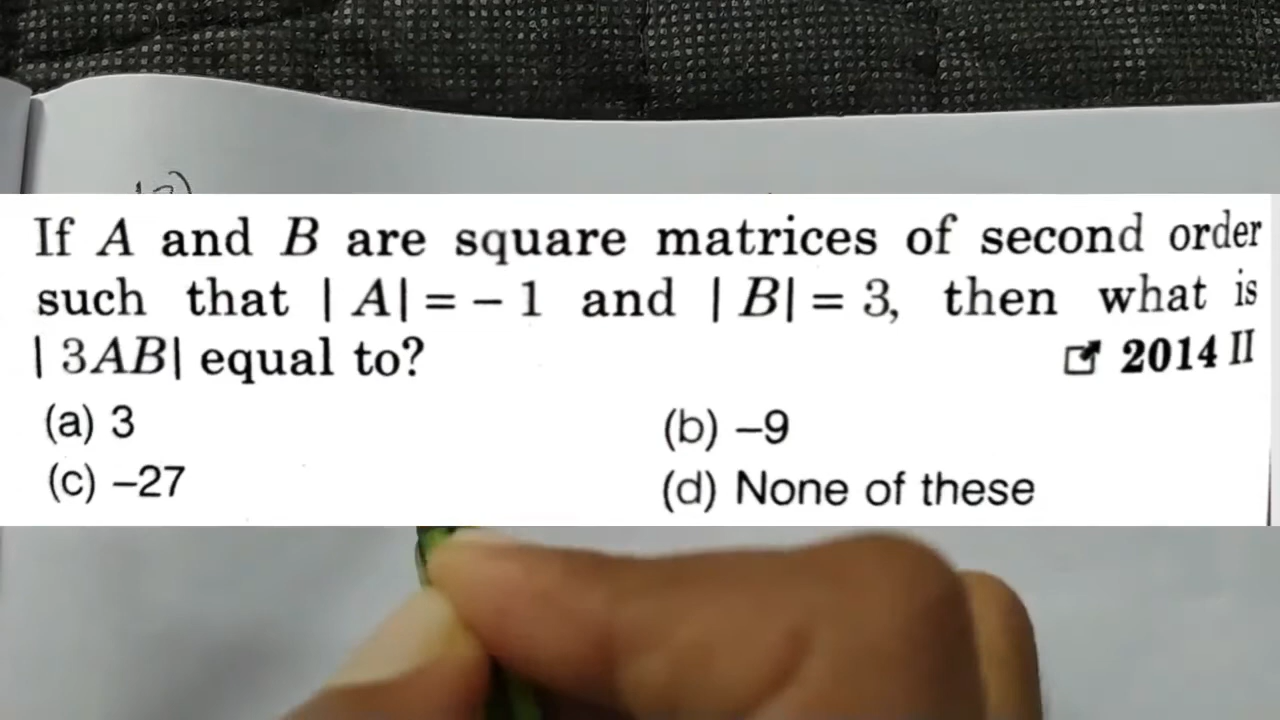 If A and B are square matrices of second order
such that | A| = – 1 and | B| = 3, then what is
| 3AB| equal to? 2014 II
(a) 3 (b) –9
(c) –27 (d) None of these